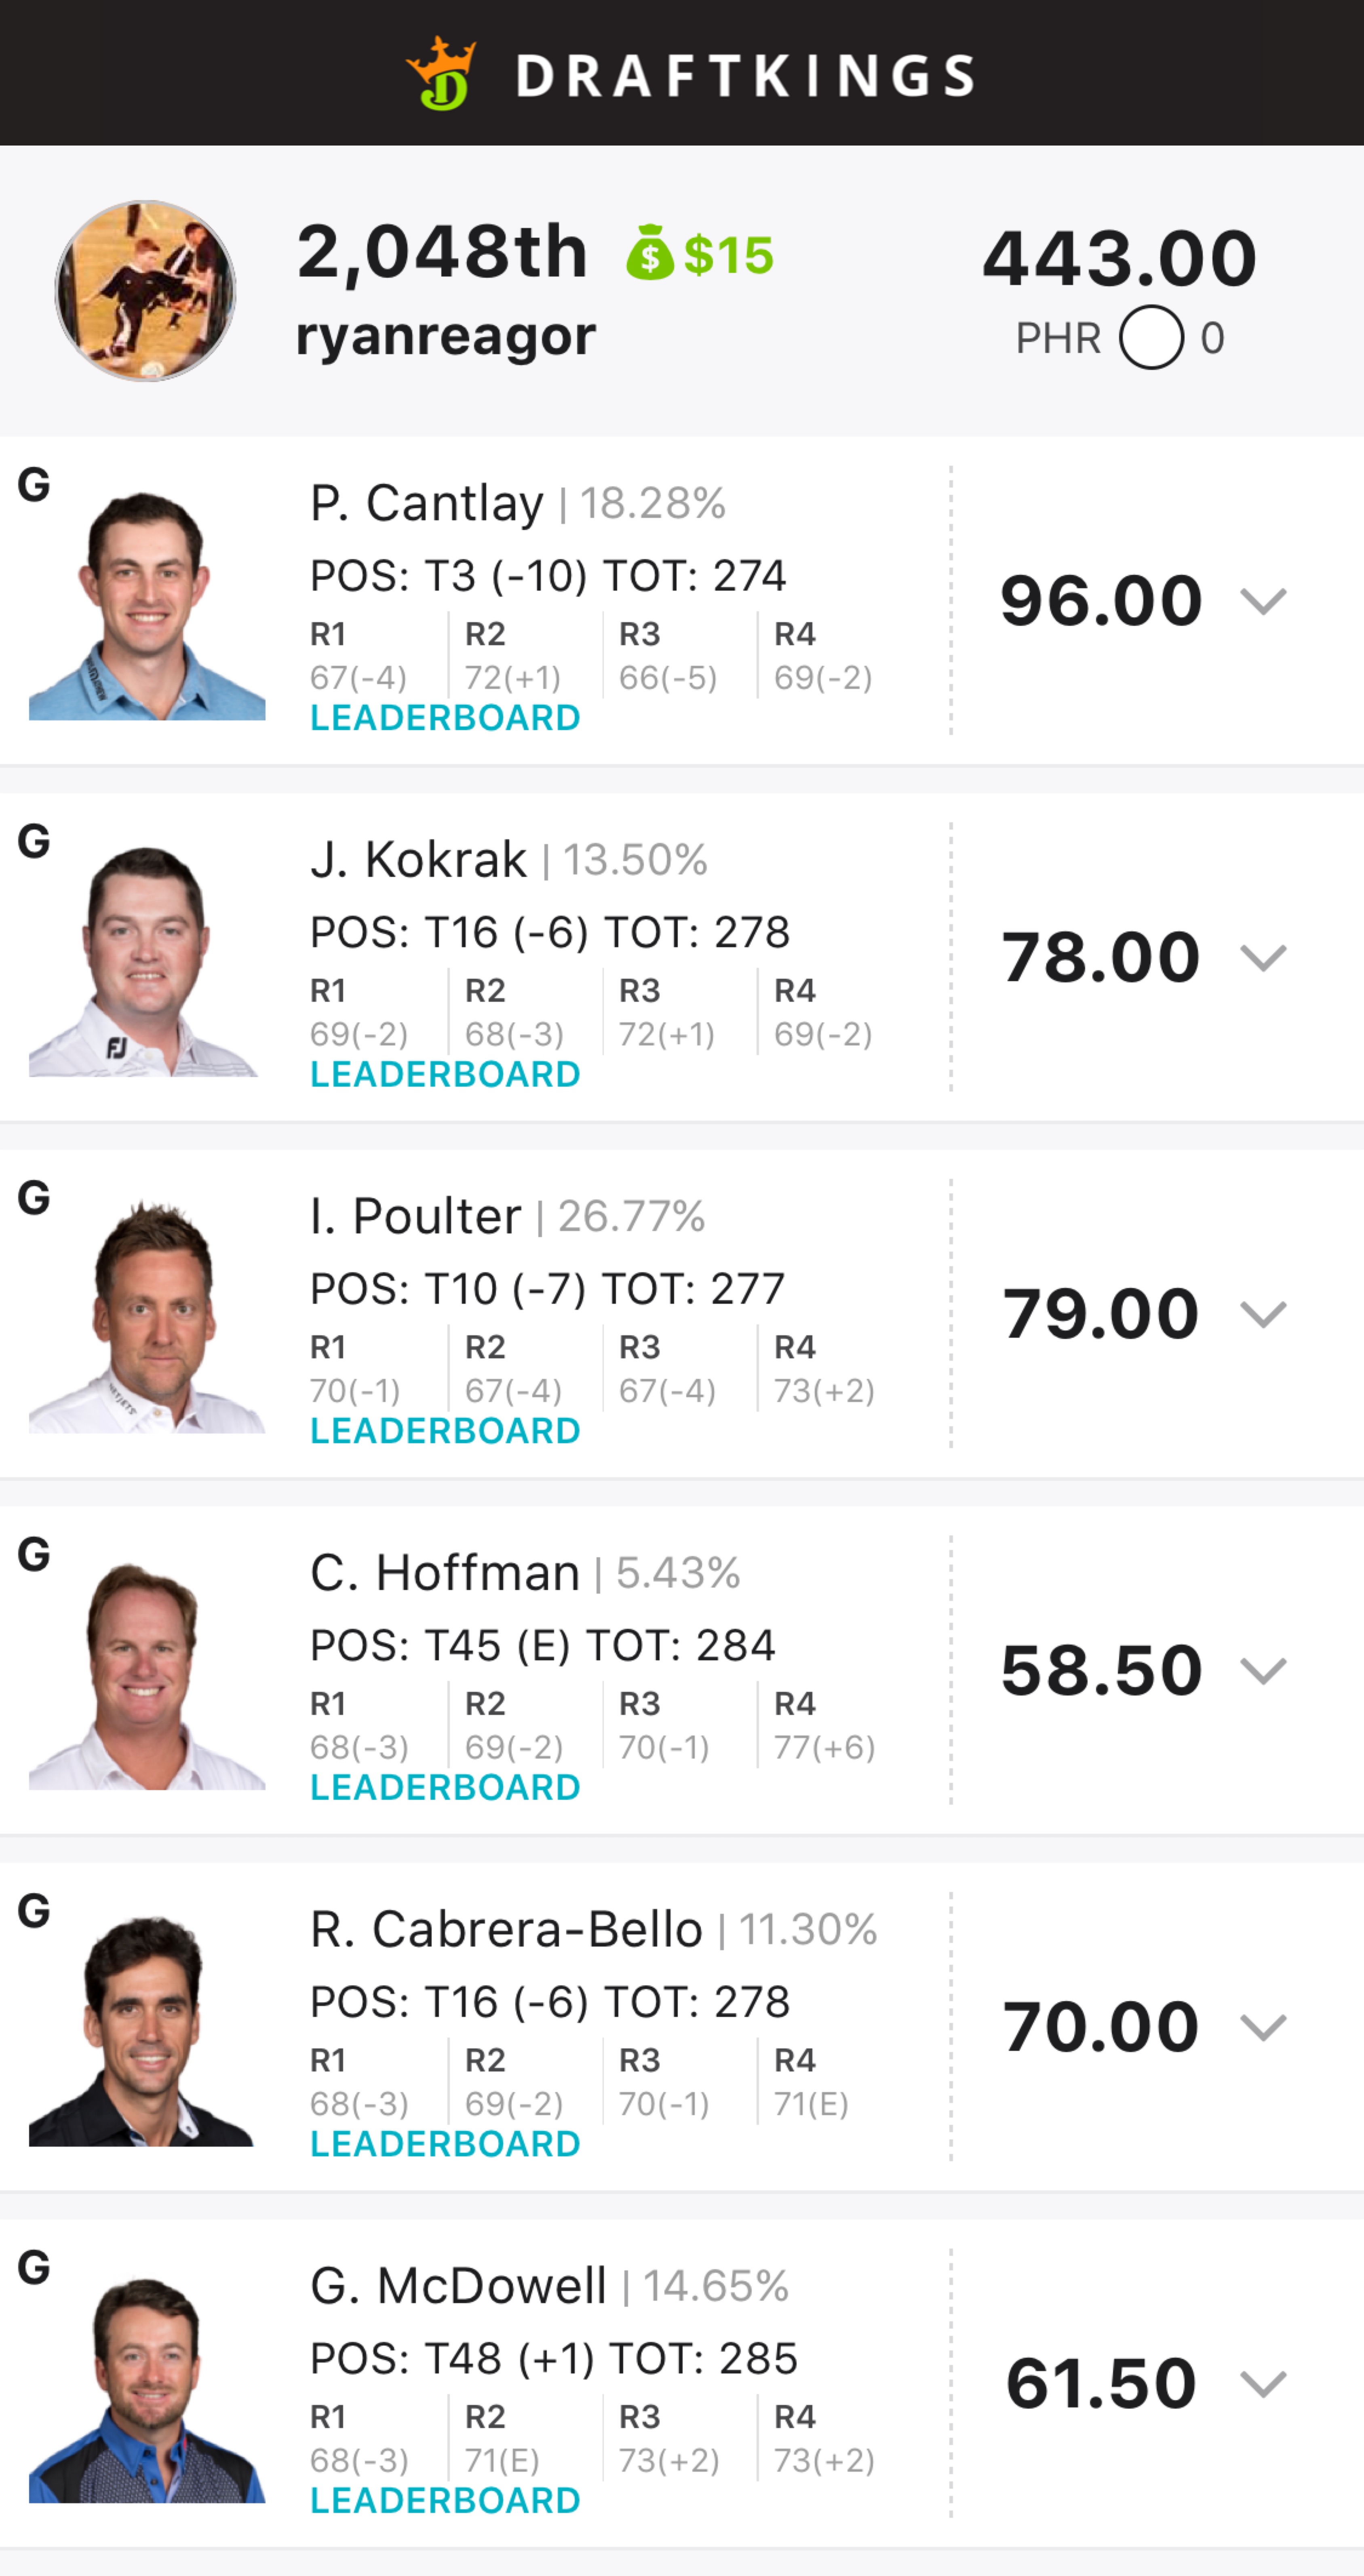 DRAFTKINGS
2,048th $ $15 443.00
ryanreagor PHR 0
G
P. Cantlay | 18.28%
POS: T3 (-10) TOT: 274
96.00
R1 R2 R3 R4
67(-4) 72(+1) 66(-5) 69(-2)
LEADERBOARD
G
J. Kokrak | 13.50%
POS: T16 (-6) TOT: 278
78.00
R1 R2 R3 R4
69(-2) 68(-3) 72(+1) 69(-2)
LEADERBOARD
FJ
G
I. Poulter | 26.77%
POS: T10 (-7) TOT: 277
79.00
R1 R2 R3 R4
70(-1) 67(-4) 67(-4) 73(+2)
LEADERBOARD
G
C. Hoffman | 5.43%
POS: T45 (E) TOT: 284
58.50
R1 R2 R3 R4
68(-3) 69(-2) 70(-1) 77(+6)
LEADERBOARD
G
R. Cabrera-Bello | 11.30%
POS: T16 (-6) TOT: 278
70.00
R1 R2 R3 R4
68(-3) 69(-2) 70(-1) 71(E)
LEADERBOARD
G
G. McDowell | 14.65%
POS: T48 (+1) TOT: 285
61.50
R1 R2 R3 R4
68(-3) 71(E) 73(+2) 73(+2)
LEADERBOARD